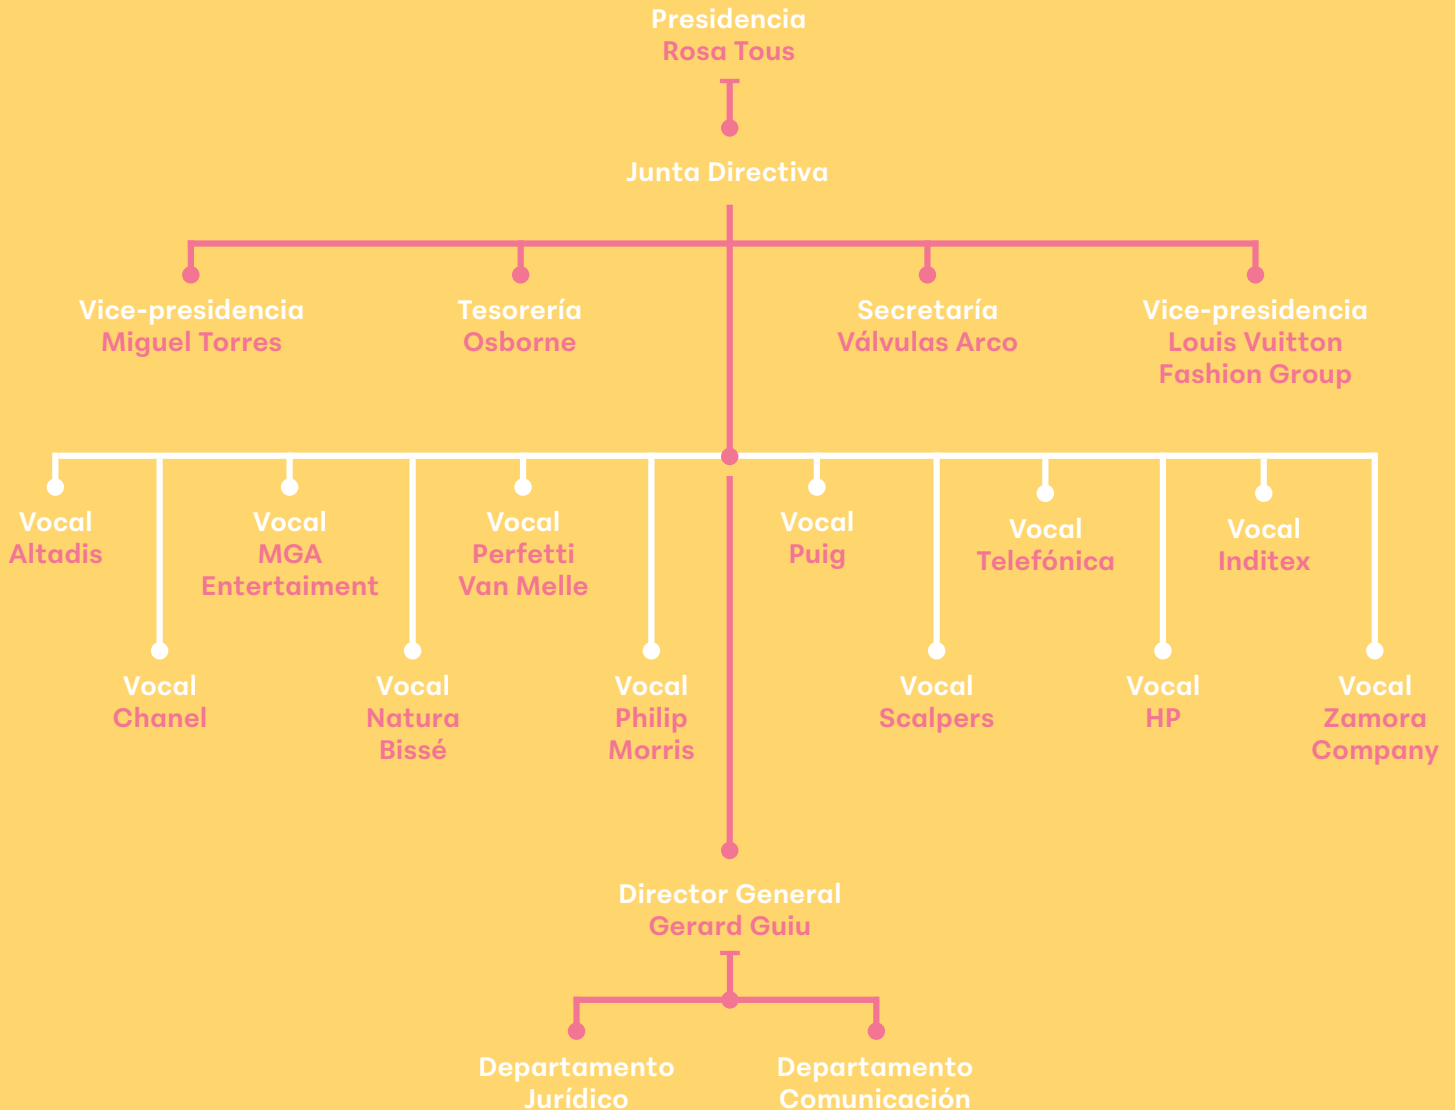 Presidencia
Rosa Tous
Junta Directiva
Vice-presidencia
Miguel Torres
Tesorería
Osborne
Secretaría
Válvulas Arco
Vice-presidencia
Louis Vuitton
Fashion Group
Vocal
Altadis
Vocal
MGA
Entertaiment
Vocal
Perfetti
Van Melle
Vocal
Puig
Vocal
Telefónica
Vocal
Inditex
Vocal
Chanel
Vocal
Natura
Bissé
Vocal
Philip
Morris
Vocal
Scalpers
Vocal
HP
Vocal
Zamora
Company
Director General
Gerard Guiu
Departamento
Jurídico
Departamento
Comunicación